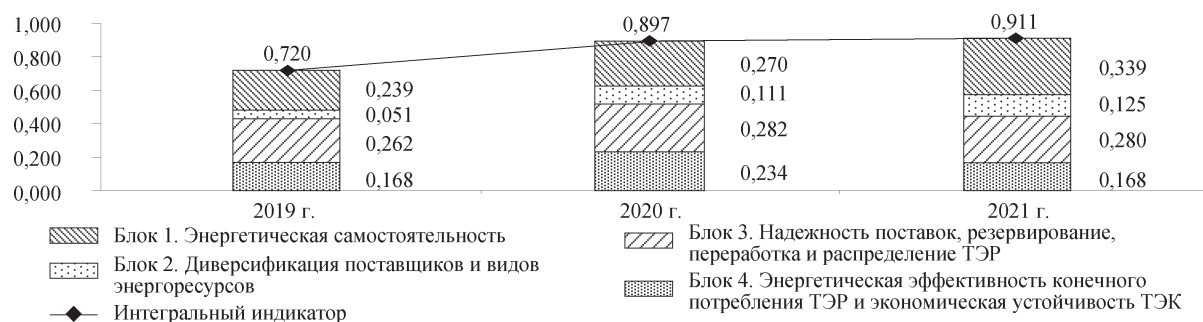 1,000
0,800
0,600
0,400
0,200
0,000
0,720
0,239
0,051
0,262
0,168
0,897
0,270
0,111
0,282
0,234
0,911
0,339
0,125
0,280
0,168
2019 г.
2020 г.
2021 г.
Блок 1. Энергетическая самостоятельность
Блок 2. Диверсификация поставщиков и видов
энергоресурсов
Интегральный индикатор
Блок 3. Надежность поставок, резервирование,
переработка и распределение ТЭР
Блок 4. Энергетическая эффективность конечного
потребления ТЭР и экономическая устойчивость ТЭК